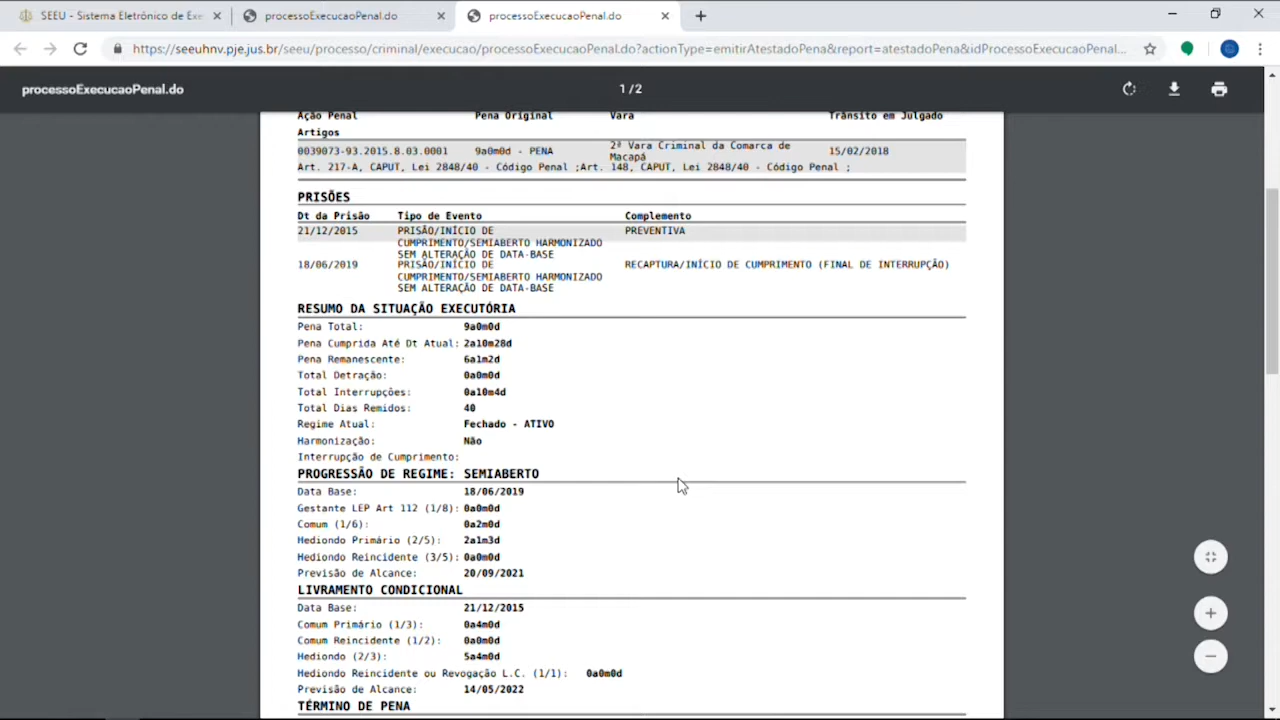 SEEU - Sistema Eletrônico de Exe
processoExecucaoPenal.do
processoExecucaoPenal.do
https://seeuhnv.pje.jus.br/seeu/processo/criminal/execucao/processoExecucaoPenal.do?actionType=emitirAtestadoPena&report=atestadoPena&idProcessoExecucaoPenal...
processoExecucaoPenal.do
1/2
Ação Penal Pena Original Vara Trânsito em Julgado
Artigos
0039073-93.2015.8.03.0001 9a0m0d - PENA 2ª Vara Criminal da Comarca de Macapá 15/02/2018
Art. 217-A, CAPUT, Lei 2848/40 - Código Penal ;Art. 148, CAPUT, Lei 2848/40 - Código Penal ;
PRISÕES
Dt da Prisão Tipo de Evento Complemento
21/12/2015 PRISÃO/INÍCIO DE PREVENTIVA
CUMPRIMENTO/SEMIABERTO HARMONIZADO
SEM ALTERAÇÃO DE DATA-BASE
18/06/2019 PRISÃO/INÍCIO DE RECAPTURA/INÍCIO DE CUMPRIMENTO (FINAL DE INTERRUPÇÃO)
CUMPRIMENTO/SEMIABERTO HARMONIZADO
SEM ALTERAÇÃO DE DATA-BASE
RESUMO DA SITUAÇÃO EXECUTÓRIA
Pena Total: 9a0m0d
Pena Cumprida Até Dt Atual: 2a10m28d
Pena Remanescente: 6a1m2d
Total Detração: 0a0m0d
Total Interrupções: 0a10m4d
Total Dias Remidos: 40
Regime Atual: Fechado - ATIVO
Harmonização: Não
Interrupção de Cumprimento:
PROGRESSÃO DE REGIME: SEMIABERTO
Data Base: 18/06/2019
Gestante LEP Art 112 (1/8): 0a0m0d
Comum (1/6): 0a2m0d
Hediondo Primário (2/5): 2a1m3d
Hediondo Reincidente (3/5): 0a0m0d
Previsão de Alcance: 20/09/2021
LIVRAMENTO CONDICIONAL
Data Base: 21/12/2015
Comum Primário (1/3): 0a4m0d
Comum Reincidente (1/2): 0a0m0d
Hediondo (2/3): 5a4m0d
Hediondo Reincidente ou Revogação L.C. (1/1): 0a0m0d
Previsão de Alcance: 14/05/2022
TÉRMINO DE PENA